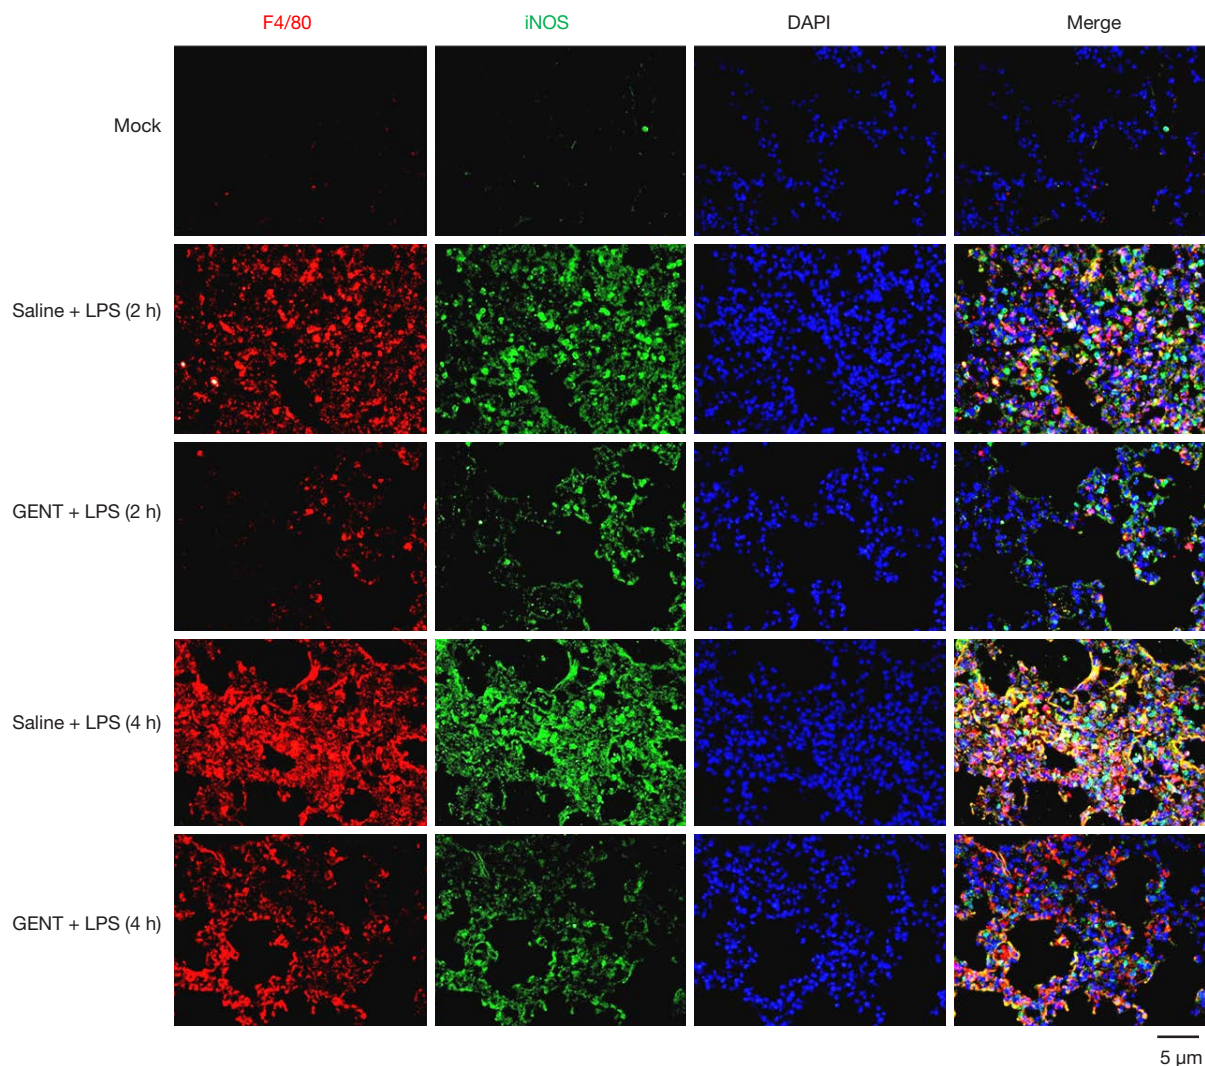 F4/80 iNOS DAPI Merge
Mock
Saline + LPS (2 h)
GENT + LPS (2 h)
Saline + LPS (4 h)
GENT + LPS (4 h)
5 µm